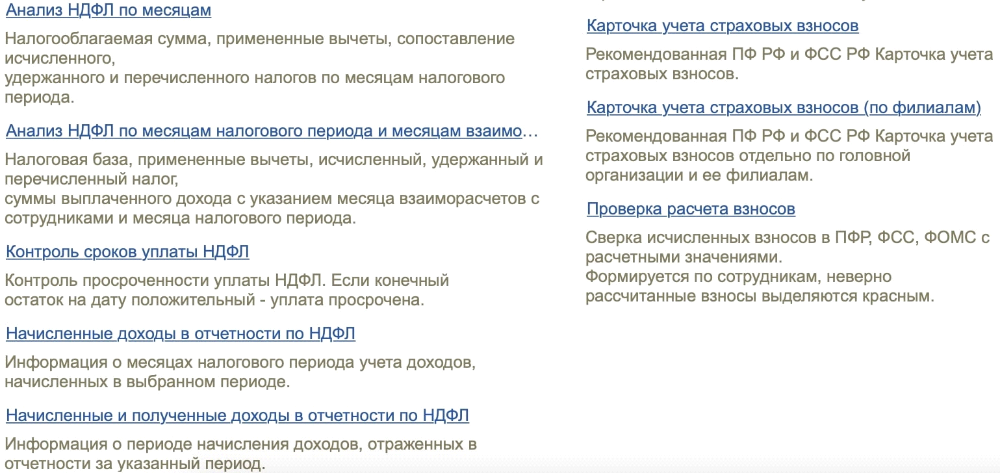 Анализ НДФЛ по месяцам
Налогооблагаемая сумма, примененные вычеты, сопоставление
исчисленного,
удержанного и перечисленного налогов по месяцам налогового
периода.
Анализ НДФЛ по месяцам налогового периода и месяцам взаимо...
Налоговая база, примененные вычеты, исчисленный, удержанный и
перечисленный налог,
суммы выплаченного дохода с указанием месяца взаиморасчетов с
сотрудниками и месяца налогового периода.
Контроль сроков уплаты НДФЛ
Контроль просроченности уплаты НДФЛ. Если конечный
остаток на дату положительный - уплата просрочена.
Начисленные доходы в отчетности по НДФЛ
Информация о месяцах налогового периода учета доходов,
начисленных в выбранном периоде.
Начисленные и полученные доходы в отчетности по НДФЛ
Информация о периоде начисления доходов, отраженных в
отчетности за указанный период.
Карточка учета страховых взносов
Рекомендованная ПФ РФ и ФСС РФ Карточка учета
страховых взносов.
Карточка учета страховых взносов (по филиалам)
Рекомендованная ПФ РФ и ФСС РФ Карточка учета
страховых взносов отдельно по головной
организации и ее филиалам.
Проверка расчета взносов
Сверка исчисленных взносов в ПФР, ФСС, ФОМС с
расчетными значениями.
Формируется по сотрудникам, неверно
рассчитанные взносы выделяются красным.